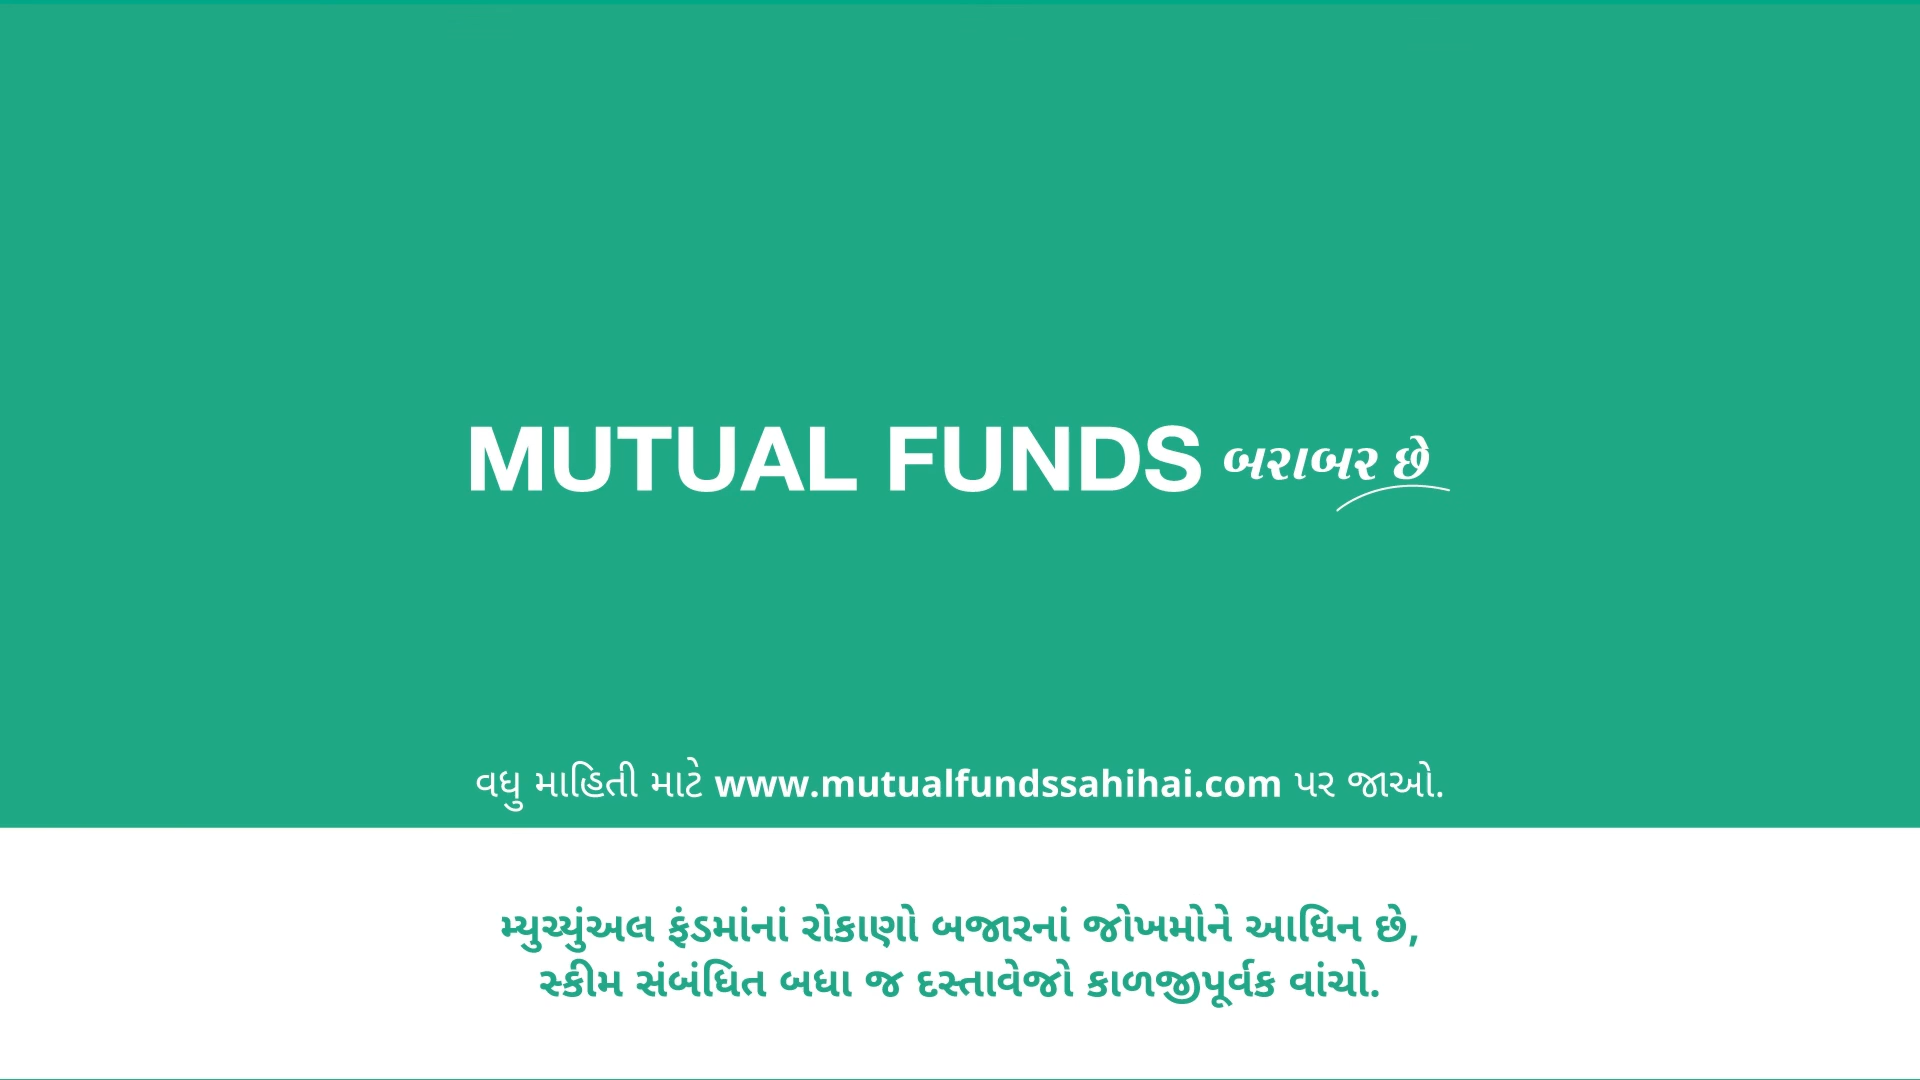 MUTUAL FUNDS બરાબર છે
વધુ માહિતી માટે www.mutualfundssahihai.com પર જાઓ.
મ્યુચ્યુંઅલ ફંડમાંનાં રોકાણો બજારનાં જોખમોને આધિન છે,
સ્કીમ સંબંધિત બધા જ દસ્તાવેજો કાળજીપૂર્વક વાંચો.